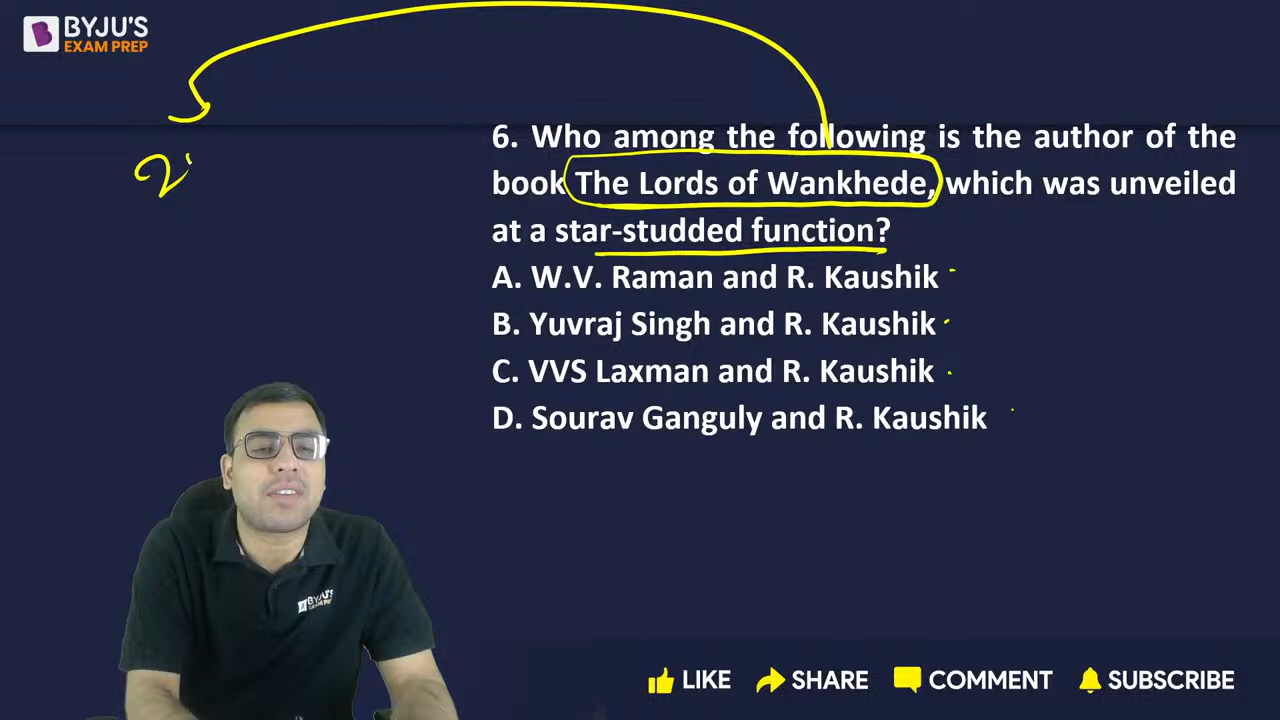 BYJU'S
EXAM PREP
6. Who among the following is the author of the
book The Lords of Wankhede, which was unveiled
at a star-studded function?
A. W.V. Raman and R. Kaushik
B. Yuvraj Singh and R. Kaushik
C. VVS Laxman and R. Kaushik
D. Sourav Ganguly and R. Kaushik
BYJU'S
LIKE
SHARE
COMMENT
SUBSCRIBE